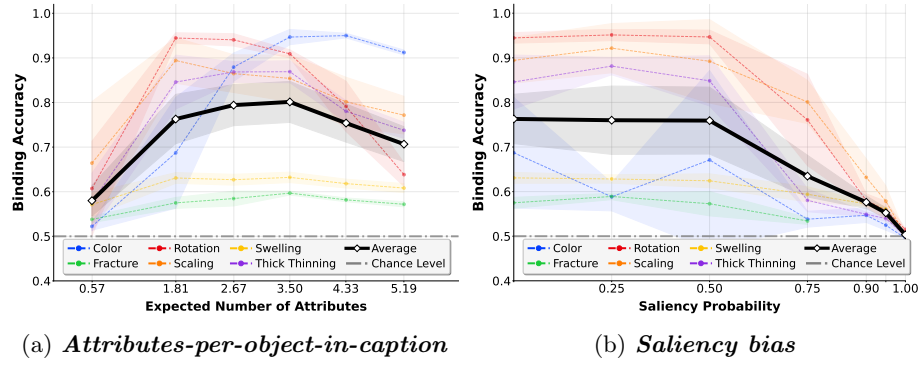 1.0
0.9
0.8
0.7
0.6
0.5
0.4
Binding Accuracy
Color
Rotation
Swelling
Average
Fracture
Scaling
Thick Thinning
Chance Level
0.57
1.81
2.67
3.50
4.33
5.19
Expected Number of Attributes
(a) Attributes-per-object-in-caption
1.0
0.9
0.8
0.7
0.6
0.5
0.4
Binding Accuracy
Color
Rotation
Swelling
Average
Fracture
Scaling
Thick Thinning
Chance Level
0.25
0.50
0.75
0.90
1.00
Saliency Probability
(b) Saliency bias